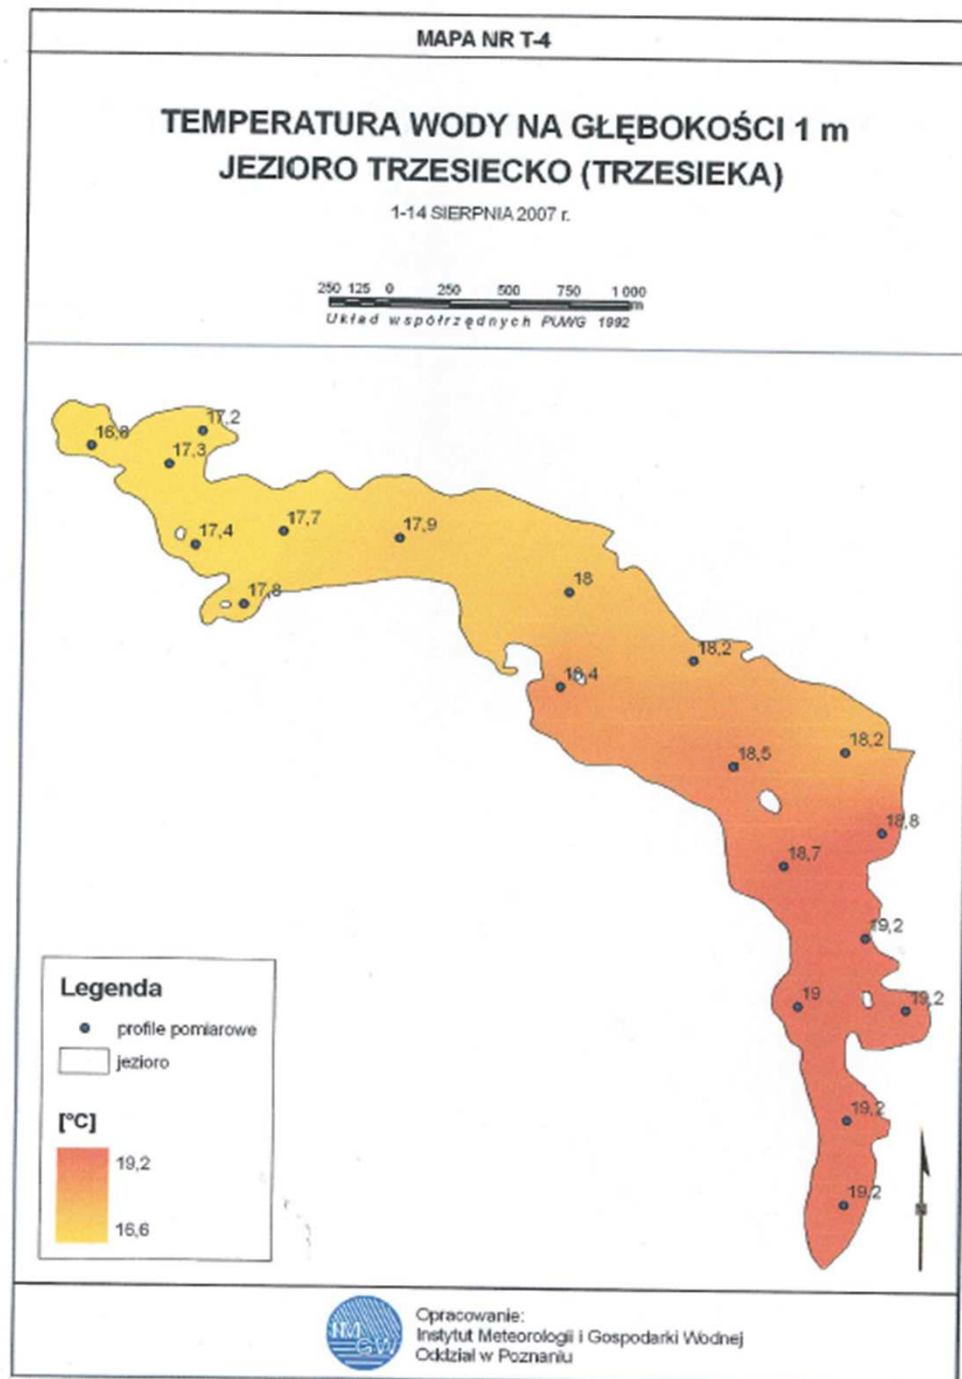 MAPA NR T-4
TEMPERATURA WODY NA GŁĘBOKOŚCI 1 m
JEZIORO TRZESIECKO (TRZESIEKA)
1-14 SIERPNIA 2007 r.
250 125 0 250 500 750 1 000
m
Układ współrzędnych PUWG 1992
17,2
16,8
17,3
17,7
17,9
17,4
17,8
18
18,2
18,4
18,2
18,5
18,8
18,7
19,2
19
19,2
19,2
19,2
Legenda
profile pomiarowe
jezioro
[°C]
19,2
16,6
N
IM
GW
Opracowanie:
Instytut Meteorologii i Gospodarki Wodnej
Oddział w Poznaniu